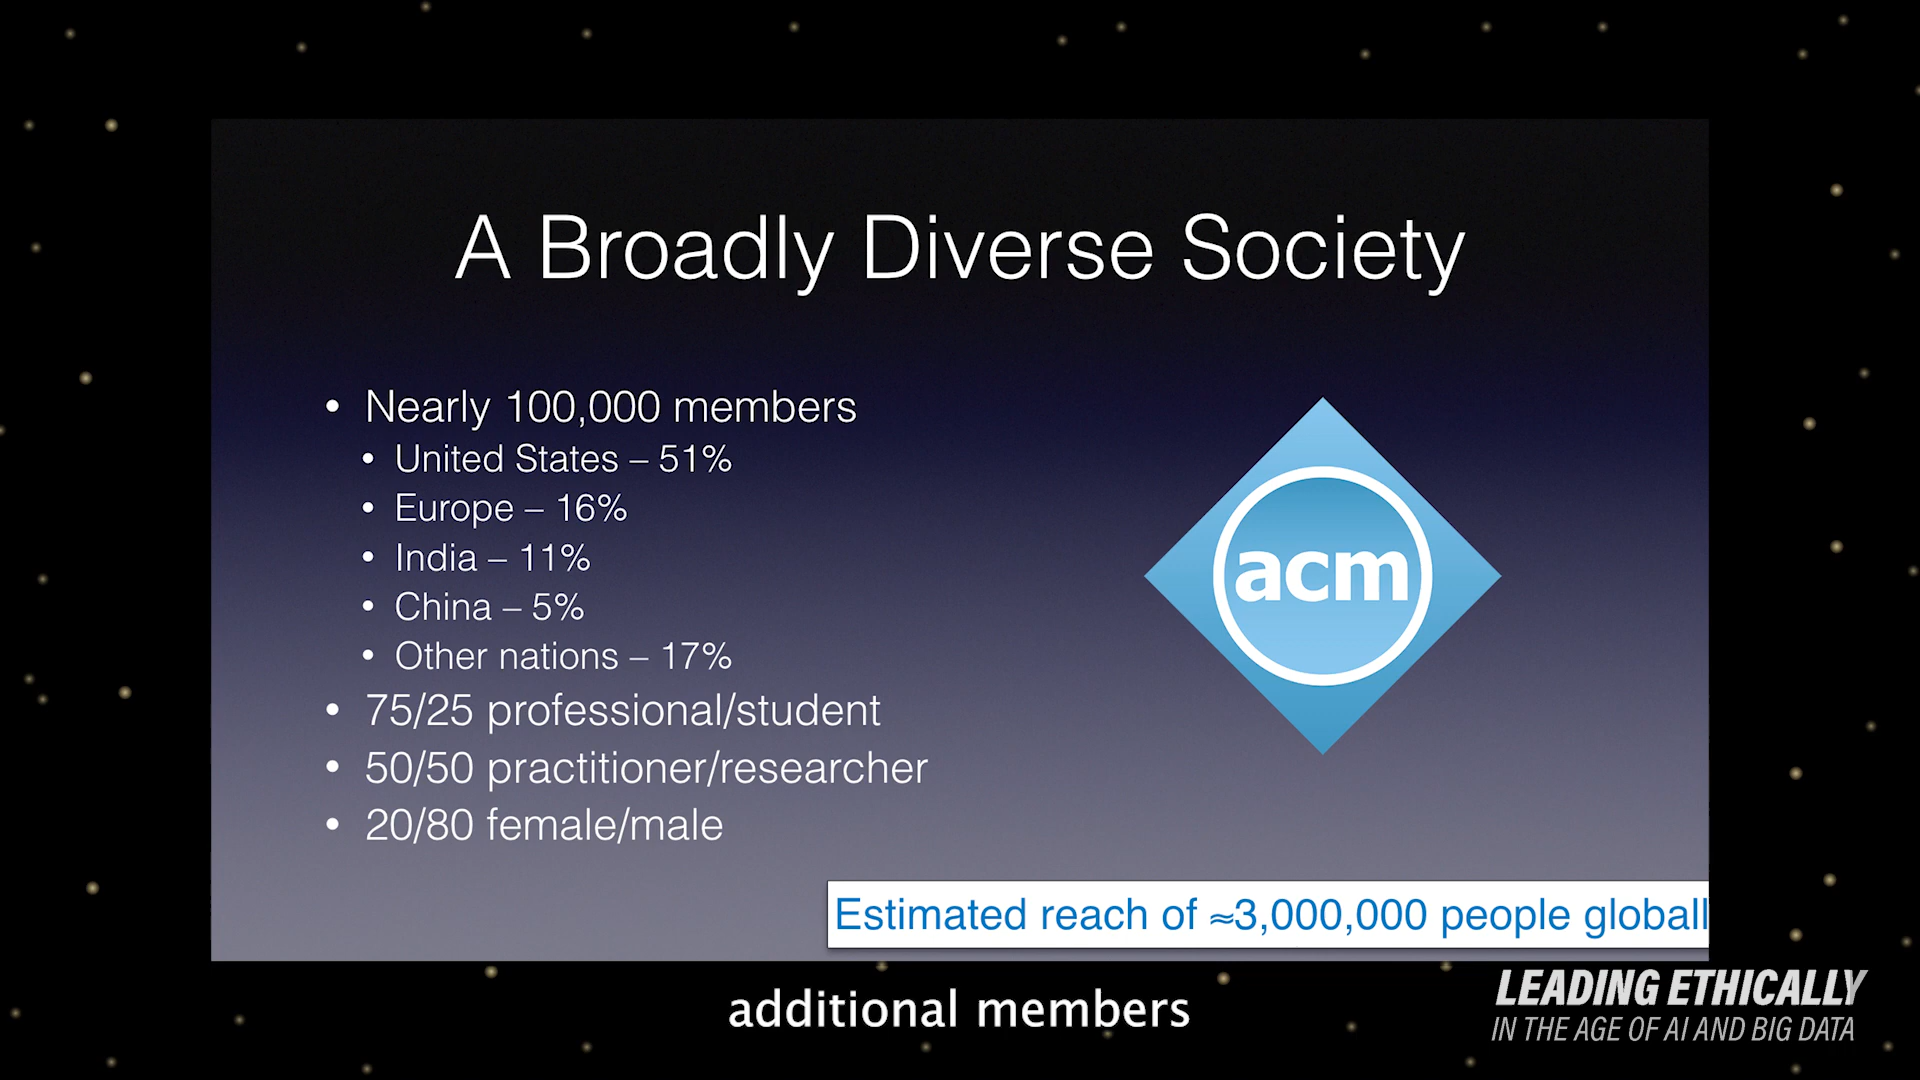 A Broadly Diverse Society
• Nearly 100,000 members
• United States – 51%
• Europe – 16%
• India – 11%
• China – 5%
• Other nations – 17%
• 75/25 professional/student
• 50/50 practitioner/researcher
• 20/80 female/male
acm
Estimated reach of ≈3,000,000 people globall
additional members
LEADING ETHICALLY
IN THE AGE OF AI AND BIG DATA